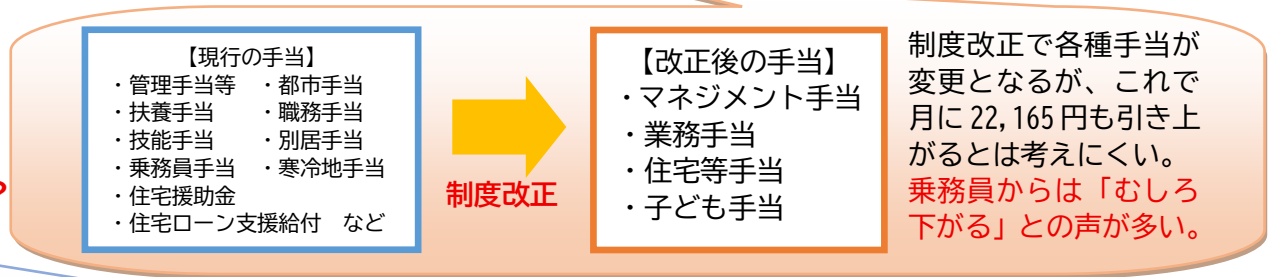 【現行の手当】
・管理手当等　・都市手当
・扶養手当　・職務手当
・技能手当　・別居手当
・乗務員手当　・寒冷地手当
・住宅援助金
・住宅ローン支援給付　など
制度改正
【改正後の手当】
・マネジメント手当
・業務手当
・住宅等手当
・子ども手当
制度改正で各種手当が
変更となるが、これで
月に22,165円も引き上
がるとは考えにくい。
乗務員からは「むしろ
下がる」との声が多い。